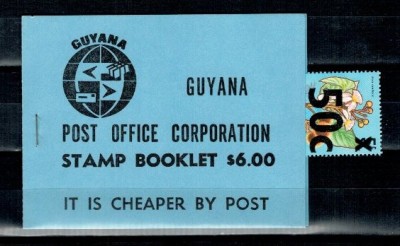 GUYANA
GUYANA
POST OFFICE CORPORATION
STAMP BOOKLET $6.00
IT IS CHEAPER BY POST
50c